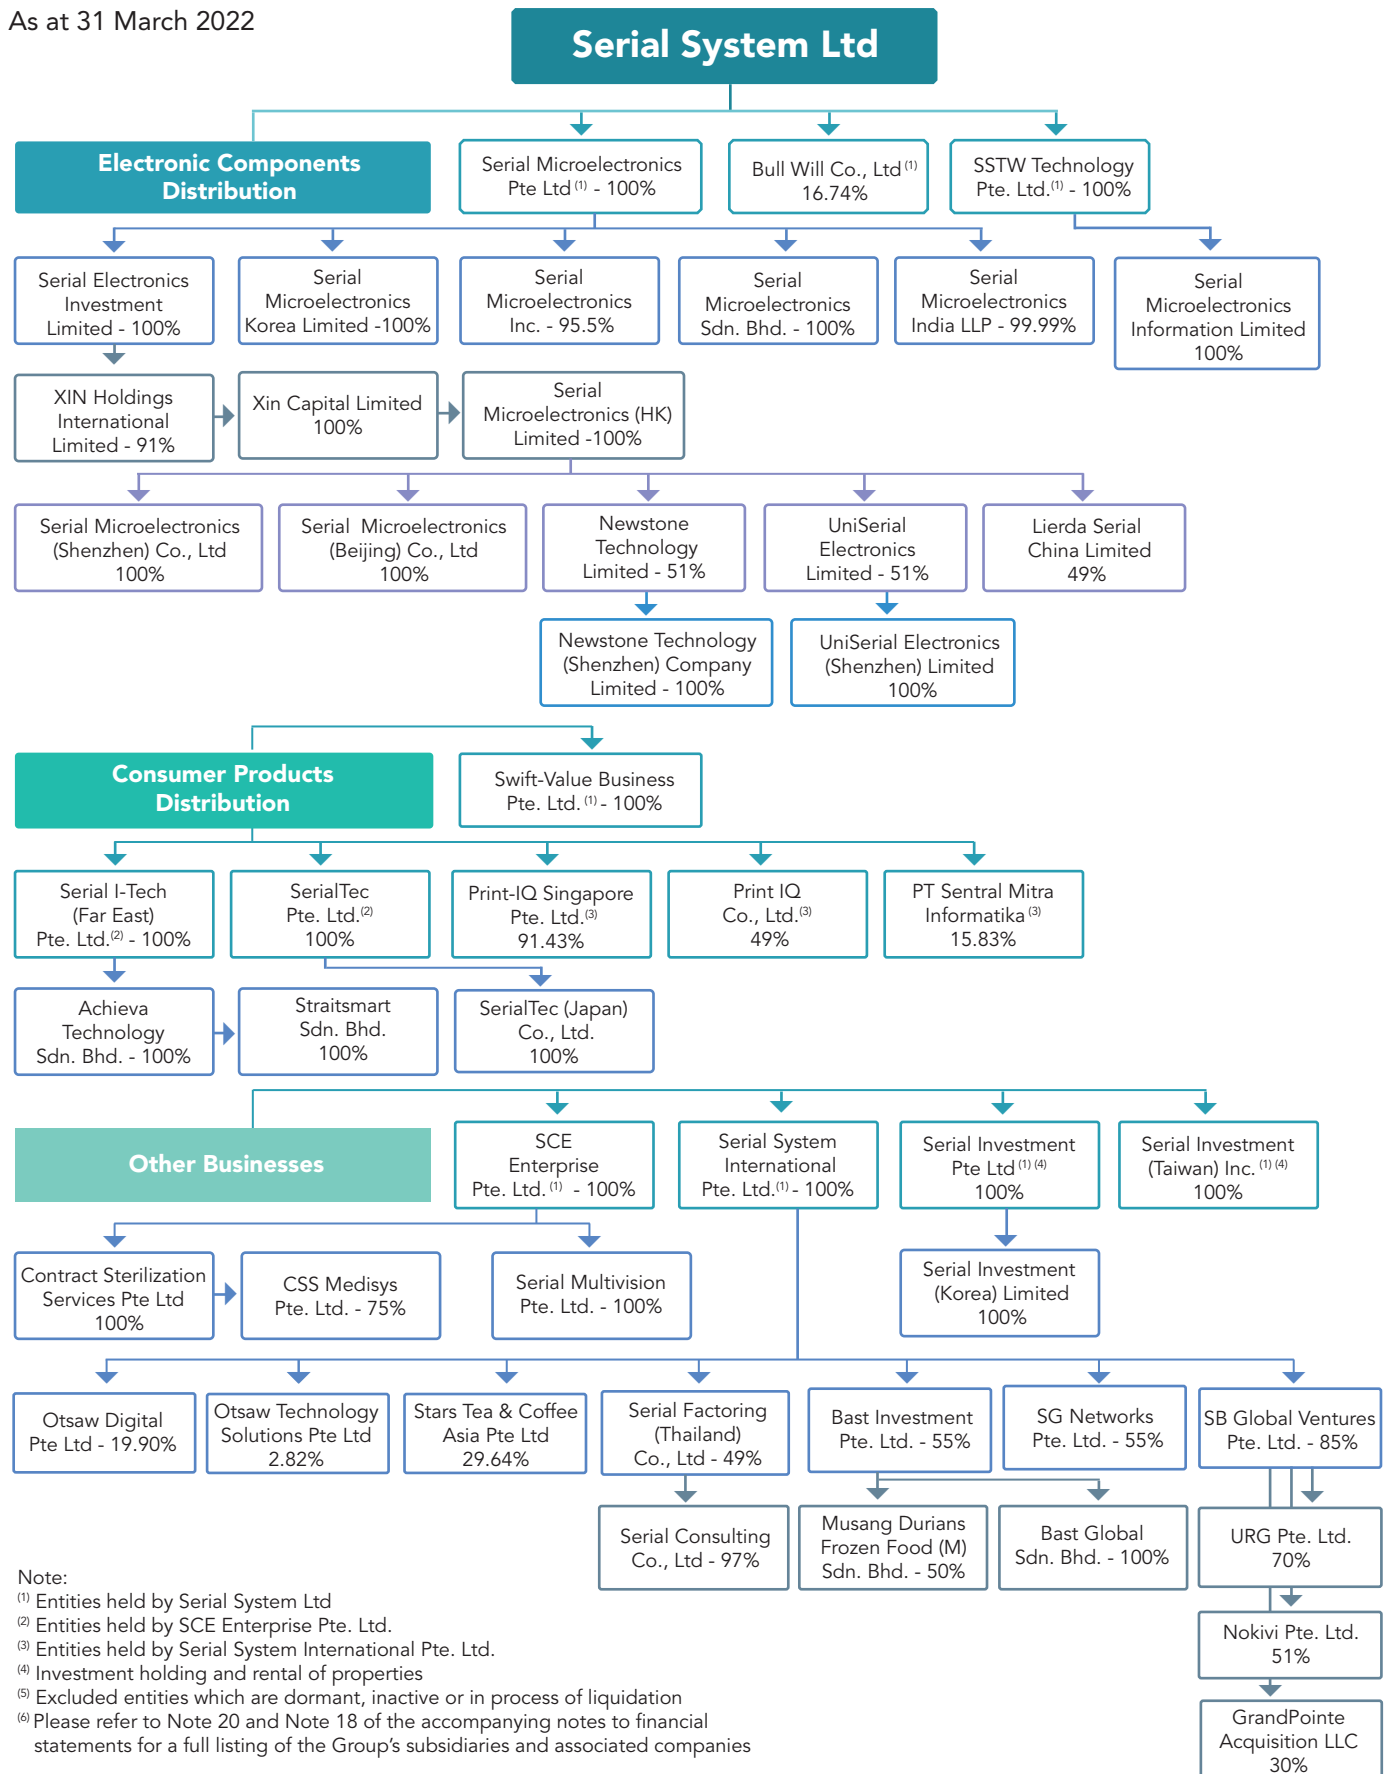 As at 31 March 2022
Serial System Ltd
Electronic Components
Distribution
Serial Microelectronics
Pte Ltd (1) - 100%
Bull Will Co., Ltd (1)
16.74%
SSTW Technology
Pte. Ltd.(1) - 100%
Serial Electronics
Investment
Limited - 100%
Serial
Microelectronics
Korea Limited -100%
Serial
Microelectronics
Inc. - 95.5%
Serial
Microelectronics
Sdn. Bhd. - 100%
Serial
Microelectronics
India LLP - 99.99%
Serial
Microelectronics
Information Limited
100%
XIN Holdings
International
Limited - 91%
Xin Capital Limited
100%
Serial
Microelectronics (HK)
Limited -100%
Serial Microelectronics
(Shenzhen) Co., Ltd
100%
Serial Microelectronics
(Beijing) Co., Ltd
100%
Newstone
Technology
Limited - 51%
UniSerial
Electronics
Limited - 51%
Lierda Serial
China Limited
49%
Newstone Technology
(Shenzhen) Company
Limited - 100%
UniSerial Electronics
(Shenzhen) Limited
100%
Consumer Products
Distribution
Swift-Value Business
Pte. Ltd. (1) - 100%
Serial I-Tech
(Far East)
Pte. Ltd.(2) - 100%
SerialTec
Pte. Ltd.(2)
100%
Print-IQ Singapore
Pte. Ltd.(3)
91.43%
Print IQ
Co., Ltd.(3)
49%
PT Sentral Mitra
Informatika (3)
15.83%
Achieva
Technology
Sdn. Bhd. - 100%
Straitsmart
Sdn. Bhd.
100%
SerialTec (Japan)
Co., Ltd.
100%
Other Businesses
SCE
Enterprise
Pte. Ltd. (1) - 100%
Serial System
International
Pte. Ltd.(1) - 100%
Serial Investment
Pte Ltd (1) (4)
100%
Serial Investment
(Taiwan) Inc. (1) (4)
100%
Contract Sterilization
Services Pte Ltd
100%
CSS Medisys
Pte. Ltd. - 75%
Serial Multivision
Pte. Ltd. - 100%
Serial Investment
(Korea) Limited
100%
Otsaw Digital
Pte Ltd - 19.90%
Otsaw Technology
Solutions Pte Ltd
2.82%
Stars Tea & Coffee
Asia Pte Ltd
29.64%
Serial Factoring
(Thailand)
Co., Ltd - 49%
Bast Investment
Pte. Ltd. - 55%
SG Networks
Pte. Ltd. - 55%
SB Global Ventures
Pte. Ltd. - 85%
Serial Consulting
Co., Ltd - 97%
Musang Durians
Frozen Food (M)
Sdn. Bhd. - 50%
Bast Global
Sdn. Bhd. - 100%
URG Pte. Ltd.
70%
Nokivi Pte. Ltd.
51%
GrandPointe
Acquisition LLC
30%
Note:
(1) Entities held by Serial System Ltd
(2) Entities held by SCE Enterprise Pte. Ltd.
(3) Entities held by Serial System International Pte. Ltd.
(4) Investment holding and rental of properties
(5) Excluded entities which are dormant, inactive or in process of liquidation
(6) Please refer to Note 20 and Note 18 of the accompanying notes to financial
statements for a full listing of the Group's subsidiaries and associated companies